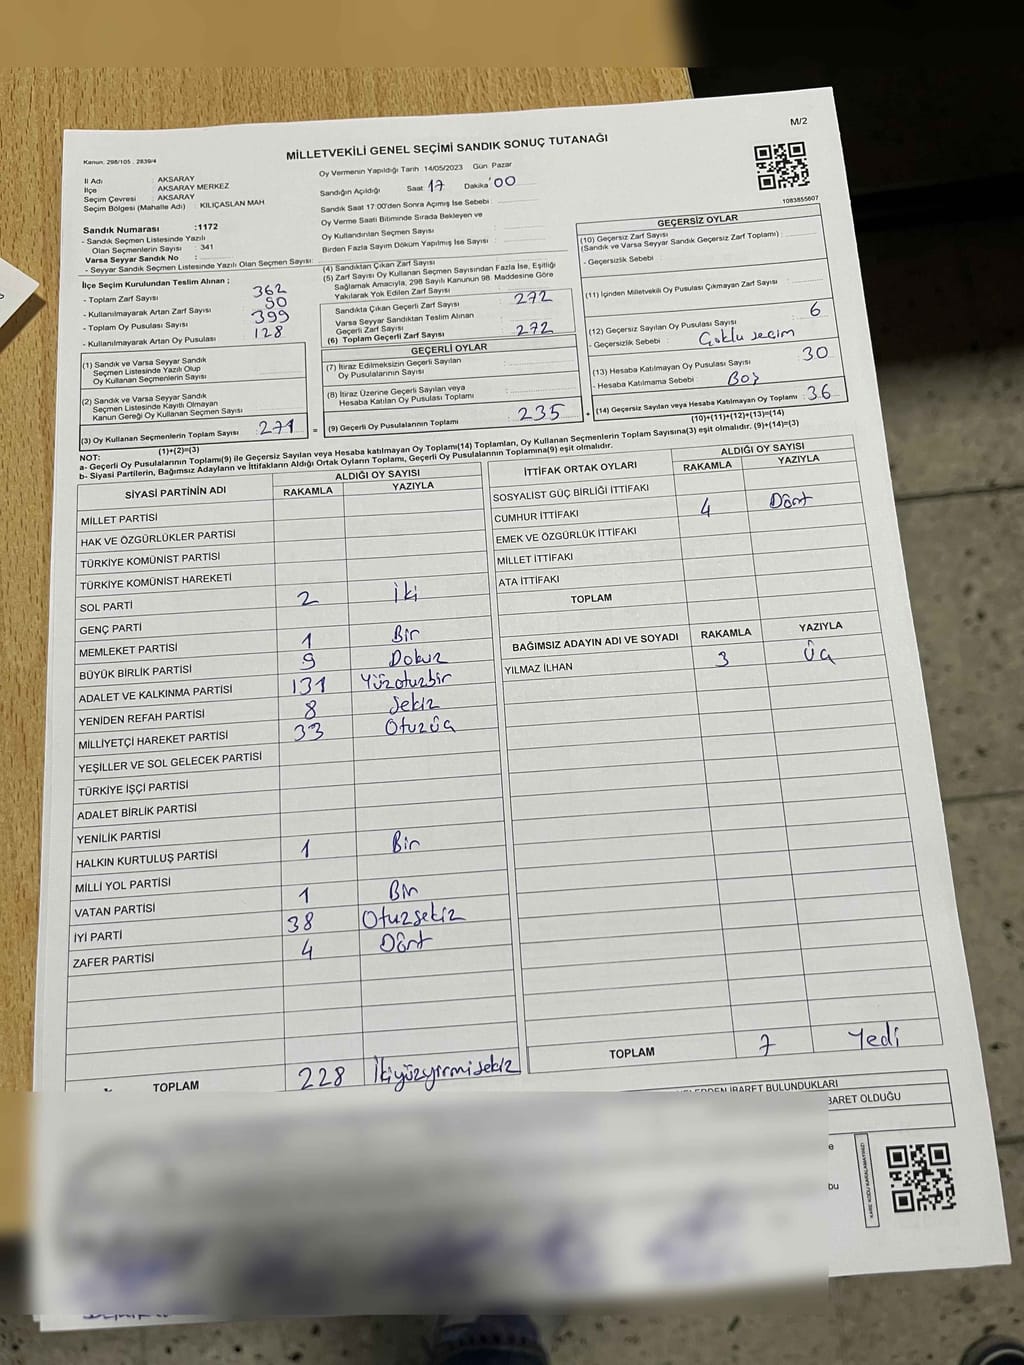 M/2
Kanun: 298/105 , 2839/4
MİLLETVEKİLİ GENEL SEÇİMİ SANDIK SONUÇ TUTANAĞI
1083855607
İl Adı : AKSARAY
İlçe : AKSARAY MERKEZ
Seçim Çevresi : AKSARAY
Seçim Bölgesi (Mahalle Adı) : KILIÇASLAN MAH
Sandık Numarası :1172
- Sandık Seçmen Listesinde Yazılı
Olan Seçmenlerin Sayısı : 341
Varsa Seyyar Sandık No :
- Seyyar Sandık Seçmen Listesinde Yazılı Olan Seçmen Sayısı:
Oy Vermenin Yapıldığı Tarih 14/05/2023 Gün Pazar
Sandığın Açıldığı Saat 17 Dakika 00
Sandık Saat 17:00'den Sonra Açımış İse Sebebi :
Oy Verme Saati Bitiminde Sırada Bekleyen ve
Oy Kullandırılan Seçmen Sayısı :
Birden Fazla Sayım Döküm Yapılmış İse Sayısı :
İlçe Seçim Kurulundan Teslim Alınan ;
- Toplam Zarf Sayısı : 362
- Kullanılmayarak Artan Zarf Sayısı : 90
- Toplam Oy Pusulası Sayısı : 399
- Kullanılmayarak Artan Oy Pusulası : 128
(1) Sandık ve Varsa Seyyar Sandık
Seçmen Listesinde Yazılı Olup
Oy Kullanan Seçmenlerin Sayısı :
(2) Sandık ve Varsa Seyyar Sandık
Seçmen Listesinde Kayıtlı Olmayan
Kanun Gereği Oy Kullanan Seçmen Sayısı :
(3) Oy Kullanan Seçmenlerin Toplam Sayısı : 271
(1)+(2)=(3)
(4) Sandıktan Çıkan Zarf Sayısı :
(5) Zarf Sayısı Oy Kullanan Seçmen Sayısından Fazla İse, Eşitliği
Sağlamak Amacıyla, 298 Sayılı Kanunun 98. Maddesine Göre
Yakılarak Yok Edilen Zarf Sayısı :
Sandıkta Çıkan Geçerli Zarf Sayısı : 272
Varsa Seyyar Sandıktan Teslim Alınan
Geçerli Zarf Sayısı :
(6) Toplam Geçerli Zarf Sayısı : 272
GEÇERLİ OYLAR
(7) İtiraz Edilmeksizin Geçerli Sayılan
Oy Pusulalarının Sayısı :
(8) İtiraz Üzerine Geçerli Sayılan veya
Hesaba Katılan Oy Pusulası Toplamı :
= (9) Geçerli Oy Pusulalarının Toplamı : 235
GEÇERSİZ OYLAR
(10) Geçersiz Zarf Sayısı
(Sandık ve Varsa Seyyar Sandık Geçersiz Zarf Toplamı) :
- Geçersizlik Sebebi :
(11) İçinden Milletvekili Oy Pusulası Çıkmayan Zarf Sayısı :
(12) Geçersiz Sayılan Oy Pusulası Sayısı : 6
- Geçersizlik Sebebi : Çoklu seçim
(13) Hesaba Katılmayan Oy Pusulası Sayısı : 30
- Hesaba Katılmama Sebebi : Boş
+ (14) Geçersiz Sayılan veya Hesaba Katılmayan Oy Toplamı : 36
(10)+(11)+(12)+(13)=(14)
NOT:
a- Geçerli Oy Pusulalarının Toplamı(9) ile Geçersiz Sayılan veya Hesaba katılmayan Oy Toplamı(14) Toplamları, Oy Kullanan Seçmenlerin Toplam Sayısına(3) eşit olmalıdır. (9)+(14)=(3)
b- Siyasi Partilerin, Bağımsız Adayların ve İttifakların Aldığı Ortak Oyların Toplamı, Geçerli Oy Pusulalarının Toplamına(9) eşit olmalıdır.
SİYASİ PARTİNİN ADI ALDIĞI OY SAYISI
RAKAMLA YAZIYLA
MİLLET PARTİSİ
HAK VE ÖZGÜRLÜKLER PARTİSİ
TÜRKİYE KOMÜNİST PARTİSİ
TÜRKİYE KOMÜNİST HAREKETİ
SOL PARTİ 2 İki
GENÇ PARTİ
MEMLEKET PARTİSİ 1 Bir
BÜYÜK BİRLİK PARTİSİ 9 Dokuz
ADALET VE KALKINMA PARTİSİ 131 Yüzotuzbir
YENİDEN REFAH PARTİSİ 8 Sekiz
MİLLİYETÇİ HAREKET PARTİSİ 33 Otuzüç
YEŞİLLER VE SOL GELECEK PARTİSİ
TÜRKİYE İŞÇİ PARTİSİ
ADALET BİRLİK PARTİSİ
YENİLİK PARTİSİ
HALKIN KURTULUŞ PARTİSİ 1 Bir
MİLLİ YOL PARTİSİ
VATAN PARTİSİ 1 Bir
İYİ PARTİ 38 Otuzsekiz
ZAFER PARTİSİ 4 Dört
TOPLAM 228 İkiyüzyirmisekiz
İTTİFAK ORTAK OYLARI ALDIĞI OY SAYISI
RAKAMLA YAZIYLA
SOSYALİST GÜÇ BİRLİĞİ İTTİFAKI
CUMHUR İTTİFAKI 4 Dört
EMEK VE ÖZGÜRLÜK İTTİFAKI
MİLLET İTTİFAKI
ATA İTTİFAKI
TOPLAM
BAĞIMSIZ ADAYIN ADI VE SOYADI RAKAMLA YAZIYLA
YILMAZ İLHAN 3 Üç
TOPLAM 7 Yedi
İBARET BULUNDUKLARI
BARET OLDUĞU
bu
KARE KODU KARALAMAYINIZ!